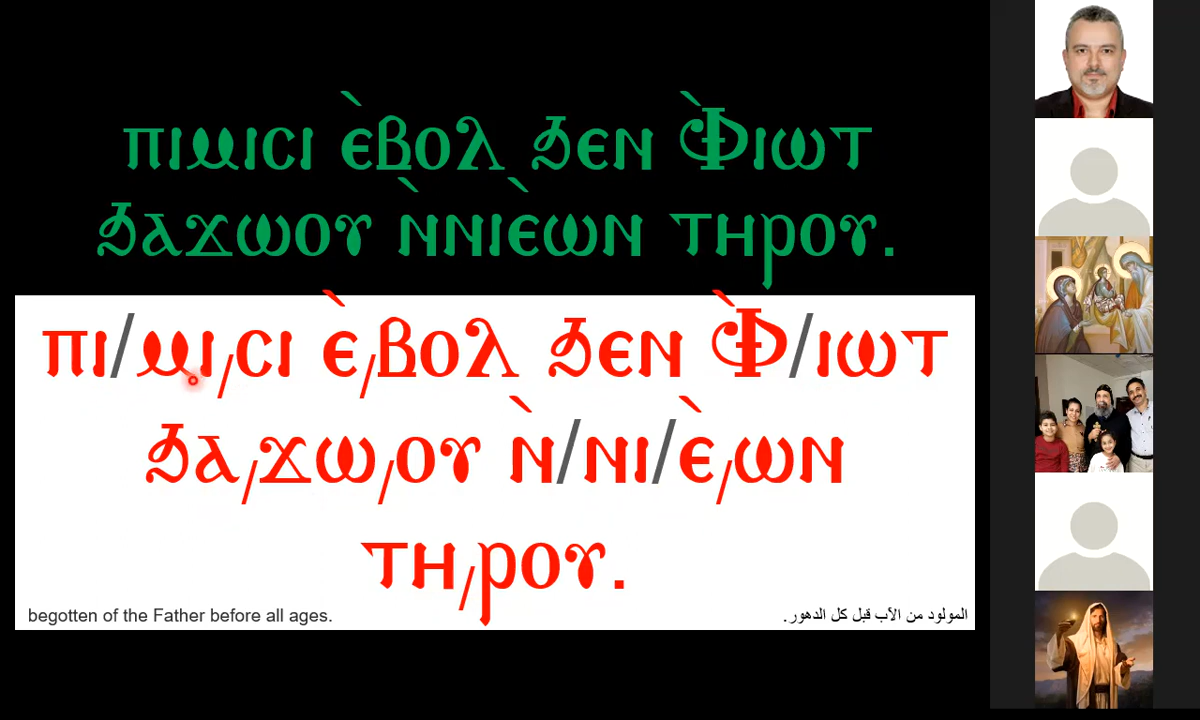 ⲡⲓⲙⲓⲥⲓ ⲉ̀ⲃⲟⲗ ϧⲉⲛ Ⲫ̀ⲓⲱⲧ
ϧⲁϫⲱⲟⲩ ⲛ̀ⲛⲓⲉ̀ⲱⲛ ⲧⲏⲣⲟⲩ.
ⲡⲓ/ⲙⲓ/ⲥⲓ ⲉ̀/ⲃⲟⲗ ϧⲉⲛ Ⲫ̀/ⲓⲱⲧ
ϧⲁ/ϫⲱ/ⲟⲩ ⲛ̀/ⲛⲓ/ⲉ̀/ⲱⲛ
ⲧⲏ/ⲣⲟⲩ.
begotten of the Father before all ages.
المولود من الآب قبل كل الدهور.